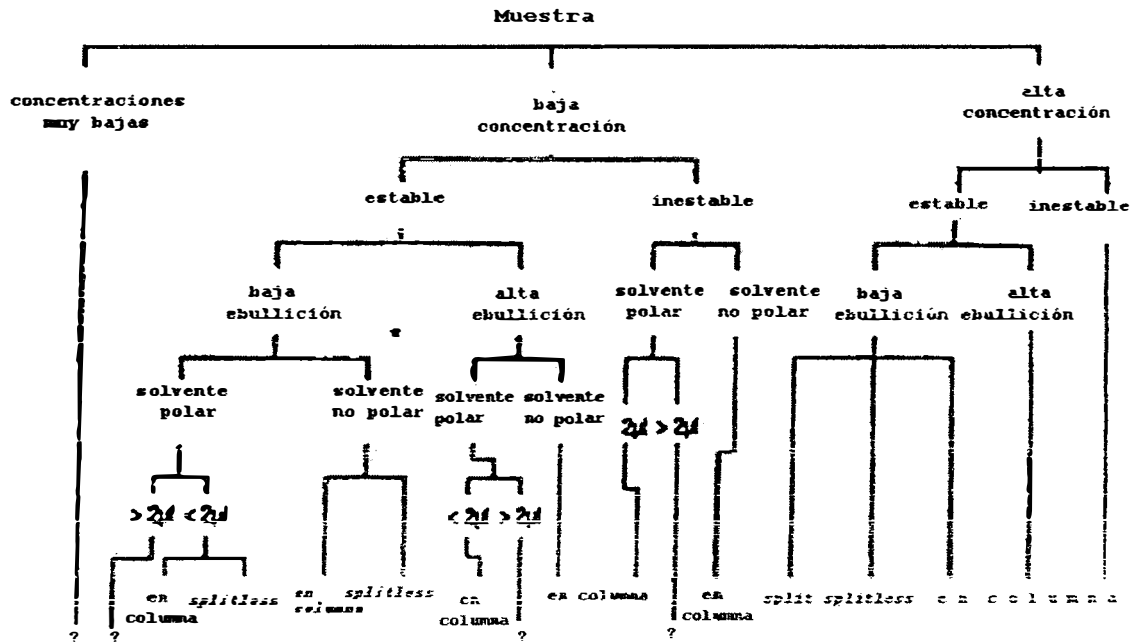 Muestra
concentraciones
muy bajas
baja
concentración
alta
concentración
estable
inestable
estable
inestable
baja
ebullición
alta
ebullición
solvente
polar
solvente
no polar
baja
ebullición
alta
ebullición
solvente
polar
solvente
no polar
solvente
polar
solvente
no polar
2µl > 2µl
> 2µl < 2µl
< 2µl > 2µl
en
columna
splitless
en
columna
splitless
en
columna
en columna
en
columna
split splitless
en columna
? ? ? ?